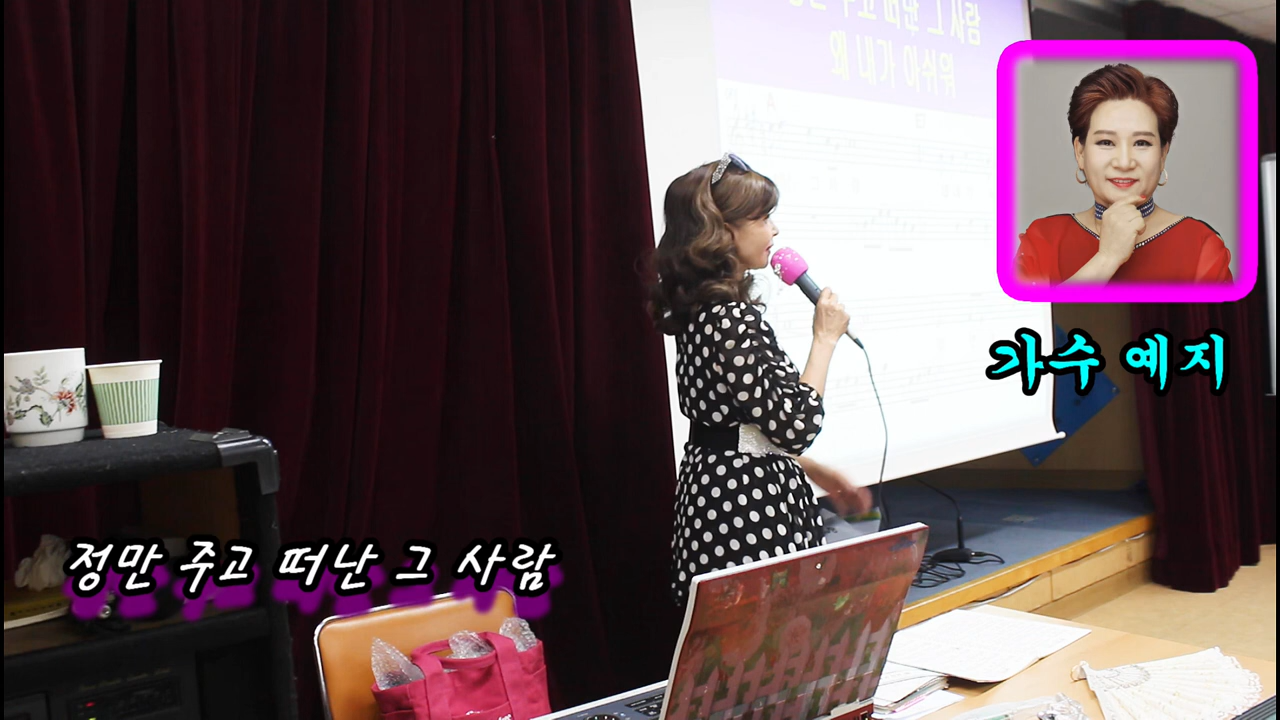 정만 주고 떠난 그 사람
왜 내가 아쉬워
가수 예지
정만 주고 떠난 그 사람